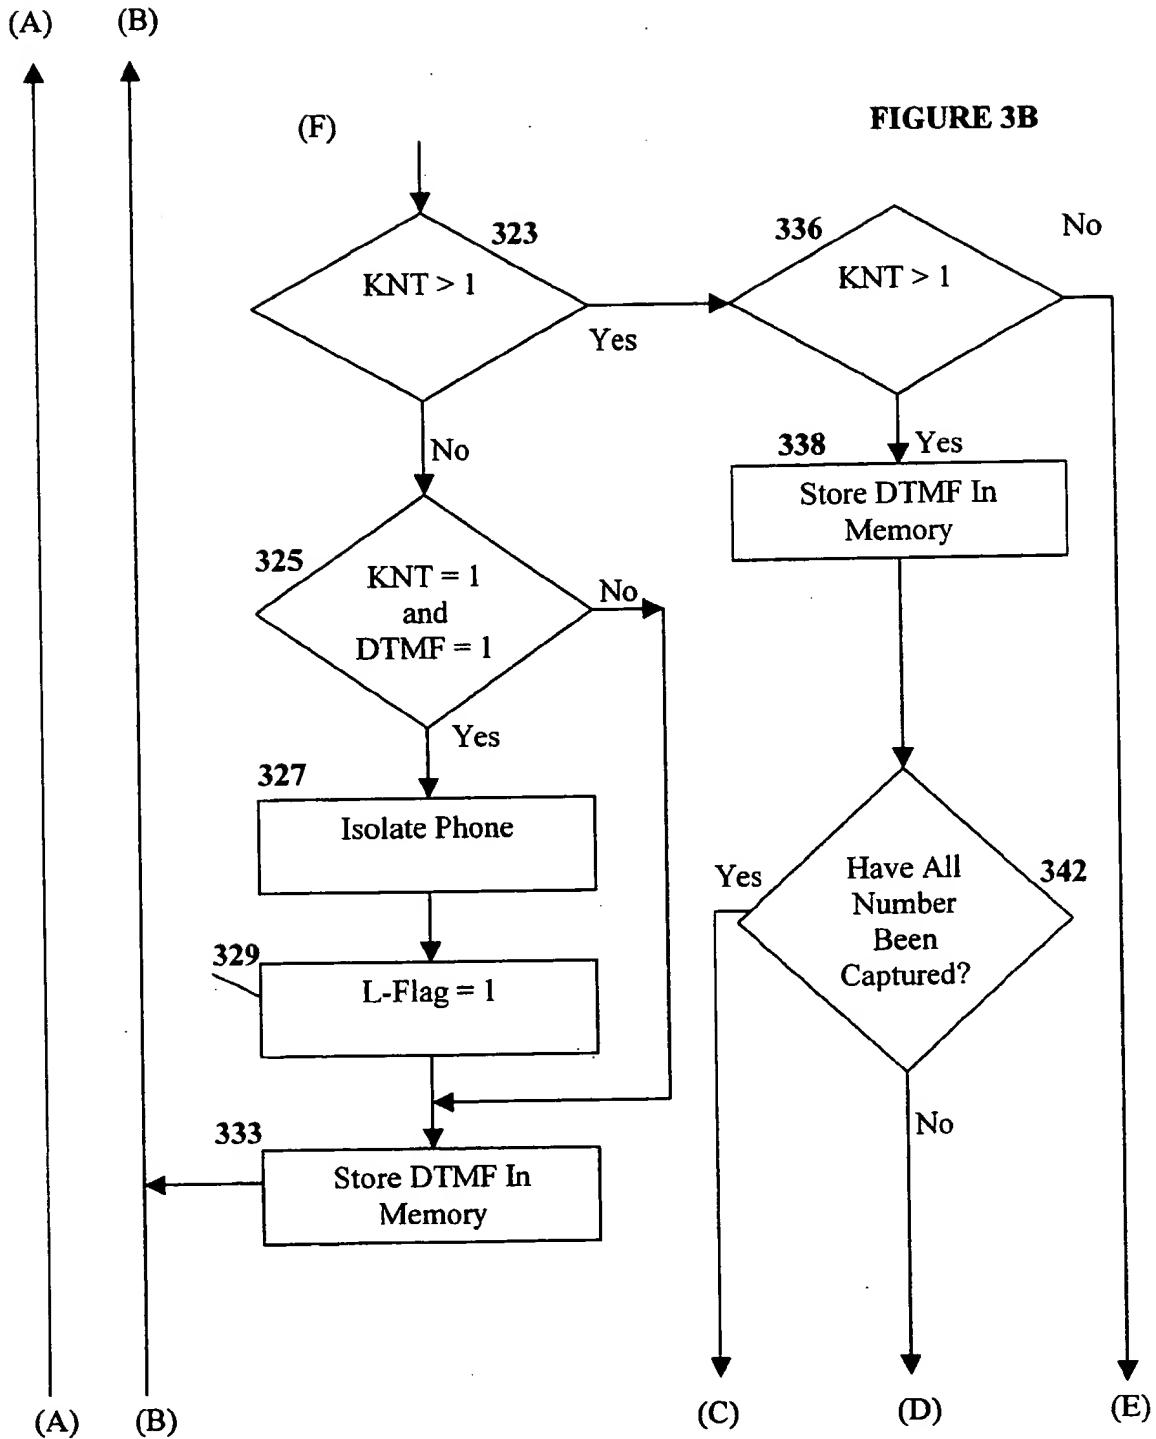 (A)
(B)
FIGURE 3B
(F)
323
KNT > 1
Yes
No
336
KNT > 1
No
Yes
338
Store DTMF In
Memory
325
KNT = 1
and
DTMF = 1
No
Yes
327
Isolate Phone
329
L-Flag = 1
333
Store DTMF In
Memory
Yes
Have All
Number
Been
Captured?
342
No
(A)
(B)
(C)
(D)
(E)